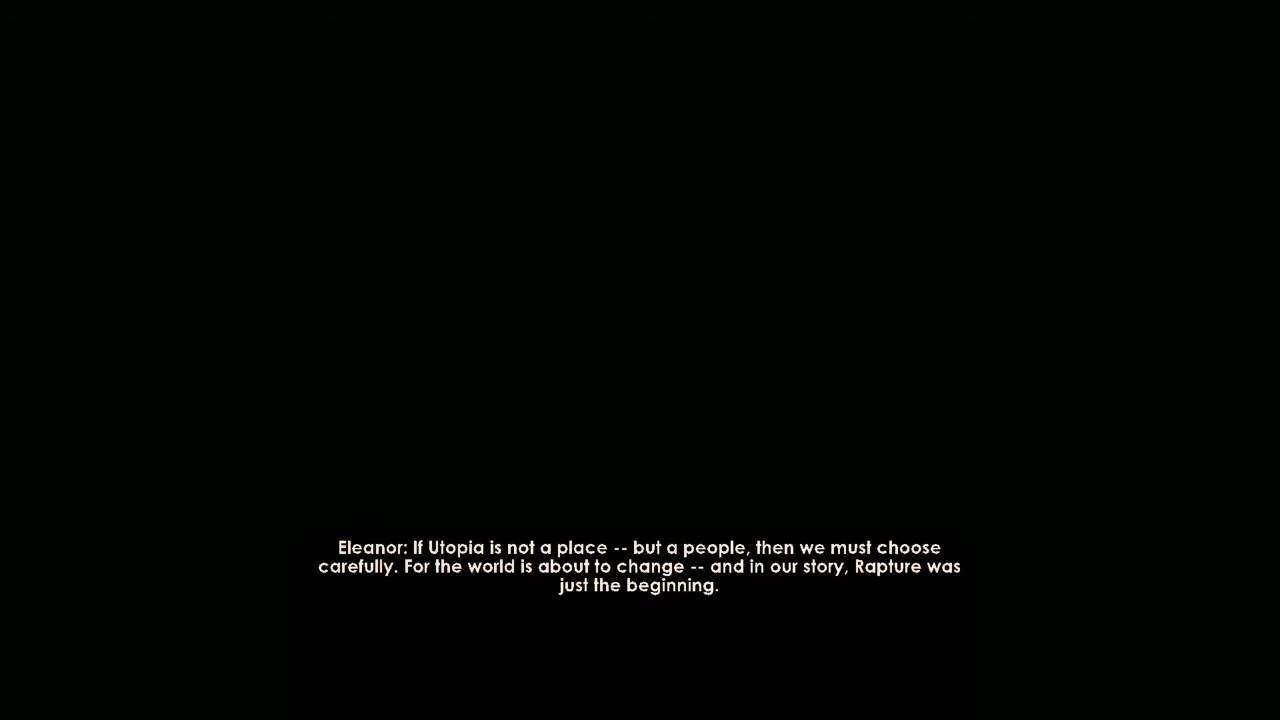 Eleanor: If Utopia is not a place -- but a people, then we must choose
carefully. For the world is about to change -- and in our story, Rapture was
just the beginning.